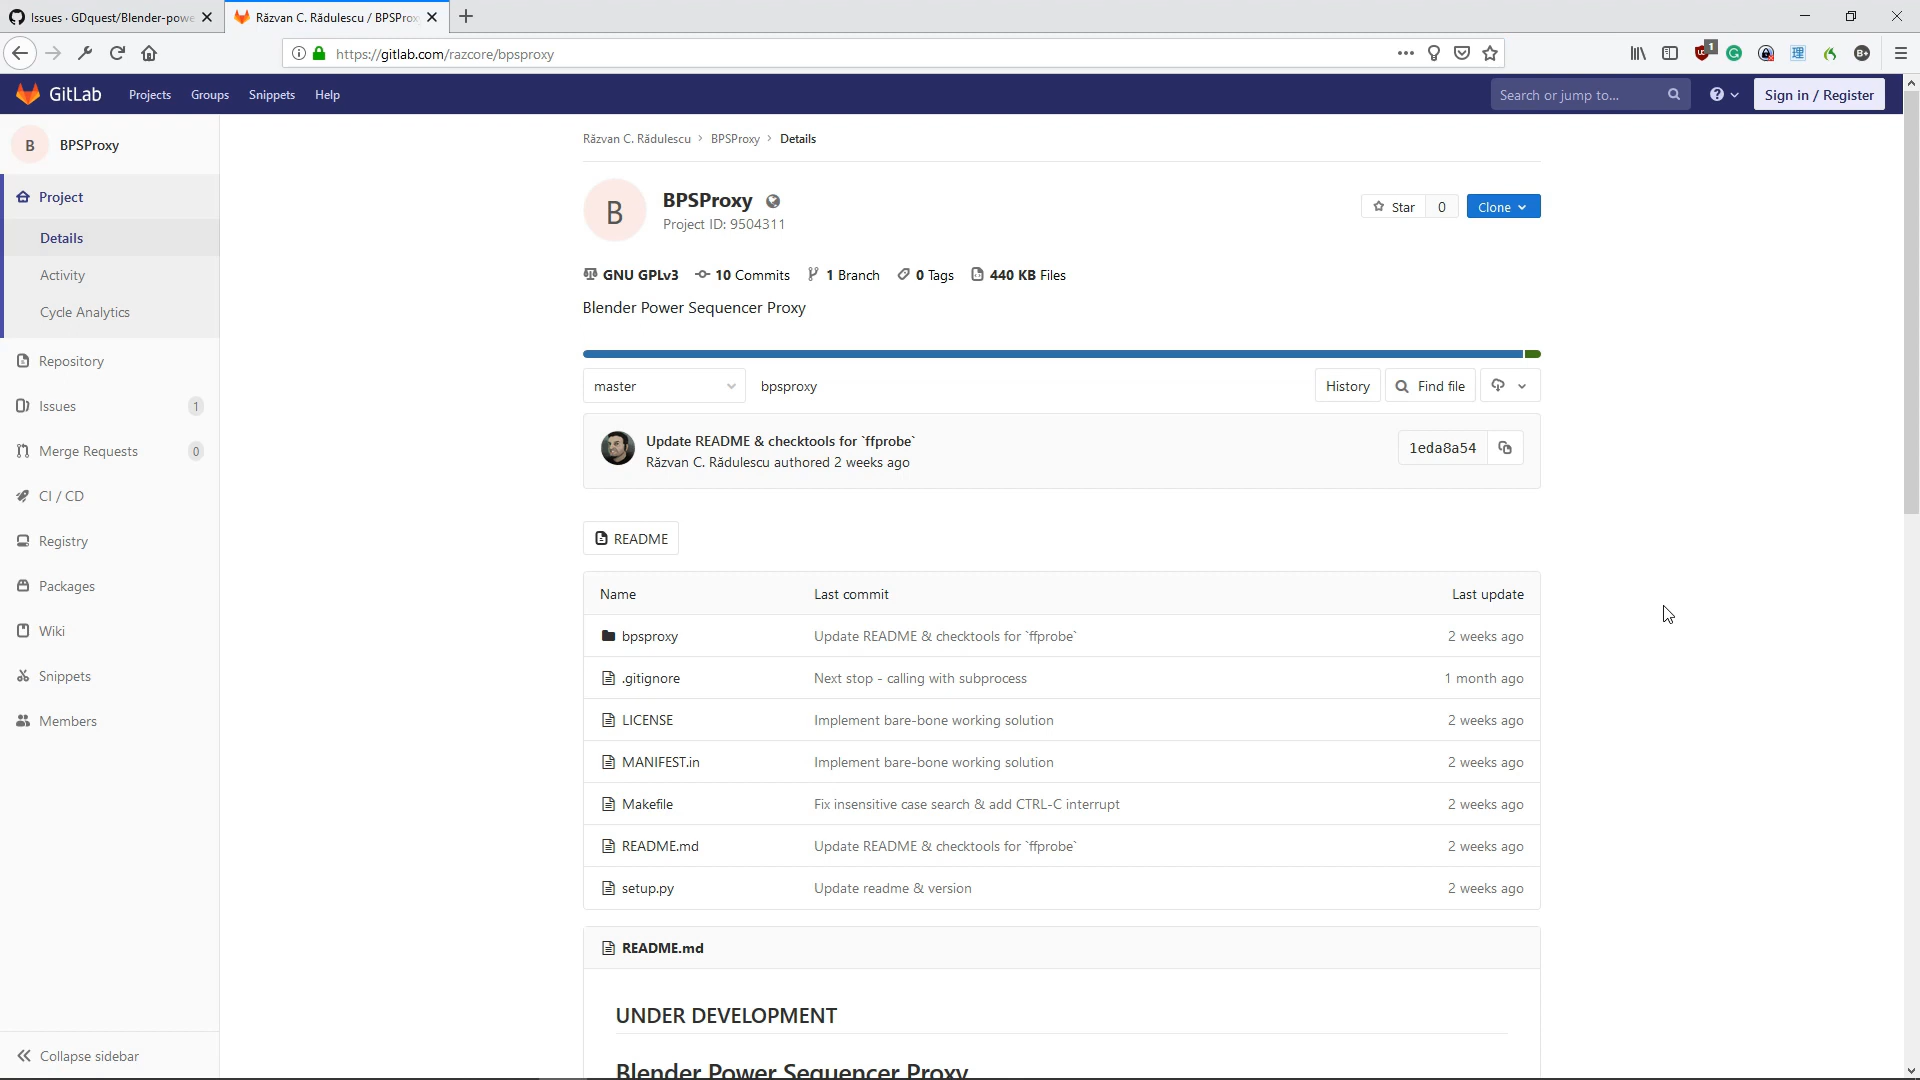 Issues · GDquest/Blender-powe
Răzvan C. Rădulescu / BPSProx
https://gitlab.com/razcore/bpsproxy
1
B+
GitLab
Projects
Groups
Snippets
Help
Search or jump to...
Sign in / Register
B
BPSProxy
Project
Details
Activity
Cycle Analytics
Repository
Issues
1
Merge Requests
0
CI / CD
Registry
Packages
Wiki
Snippets
Members
Collapse sidebar
Răzvan C. Rădulescu > BPSProxy > Details
B
BPSProxy
Project ID: 9504311
Star
0
Clone
GNU GPLv3
10 Commits
1 Branch
0 Tags
440 KB Files
Blender Power Sequencer Proxy
master
bpsproxy
History
Find file
Update README & checktools for `ffprobe`
Răzvan C. Rădulescu authored 2 weeks ago
1eda8a54
README
Name Last commit Last update
bpsproxy Update README & checktools for `ffprobe` 2 weeks ago
.gitignore Next stop - calling with subprocess 1 month ago
LICENSE Implement bare-bone working solution 2 weeks ago
MANIFEST.in Implement bare-bone working solution 2 weeks ago
Makefile Fix insensitive case search & add CTRL-C interrupt 2 weeks ago
README.md Update README & checktools for `ffprobe` 2 weeks ago
setup.py Update readme & version 2 weeks ago
README.md
UNDER DEVELOPMENT
Blender Power Sequencer Proxy